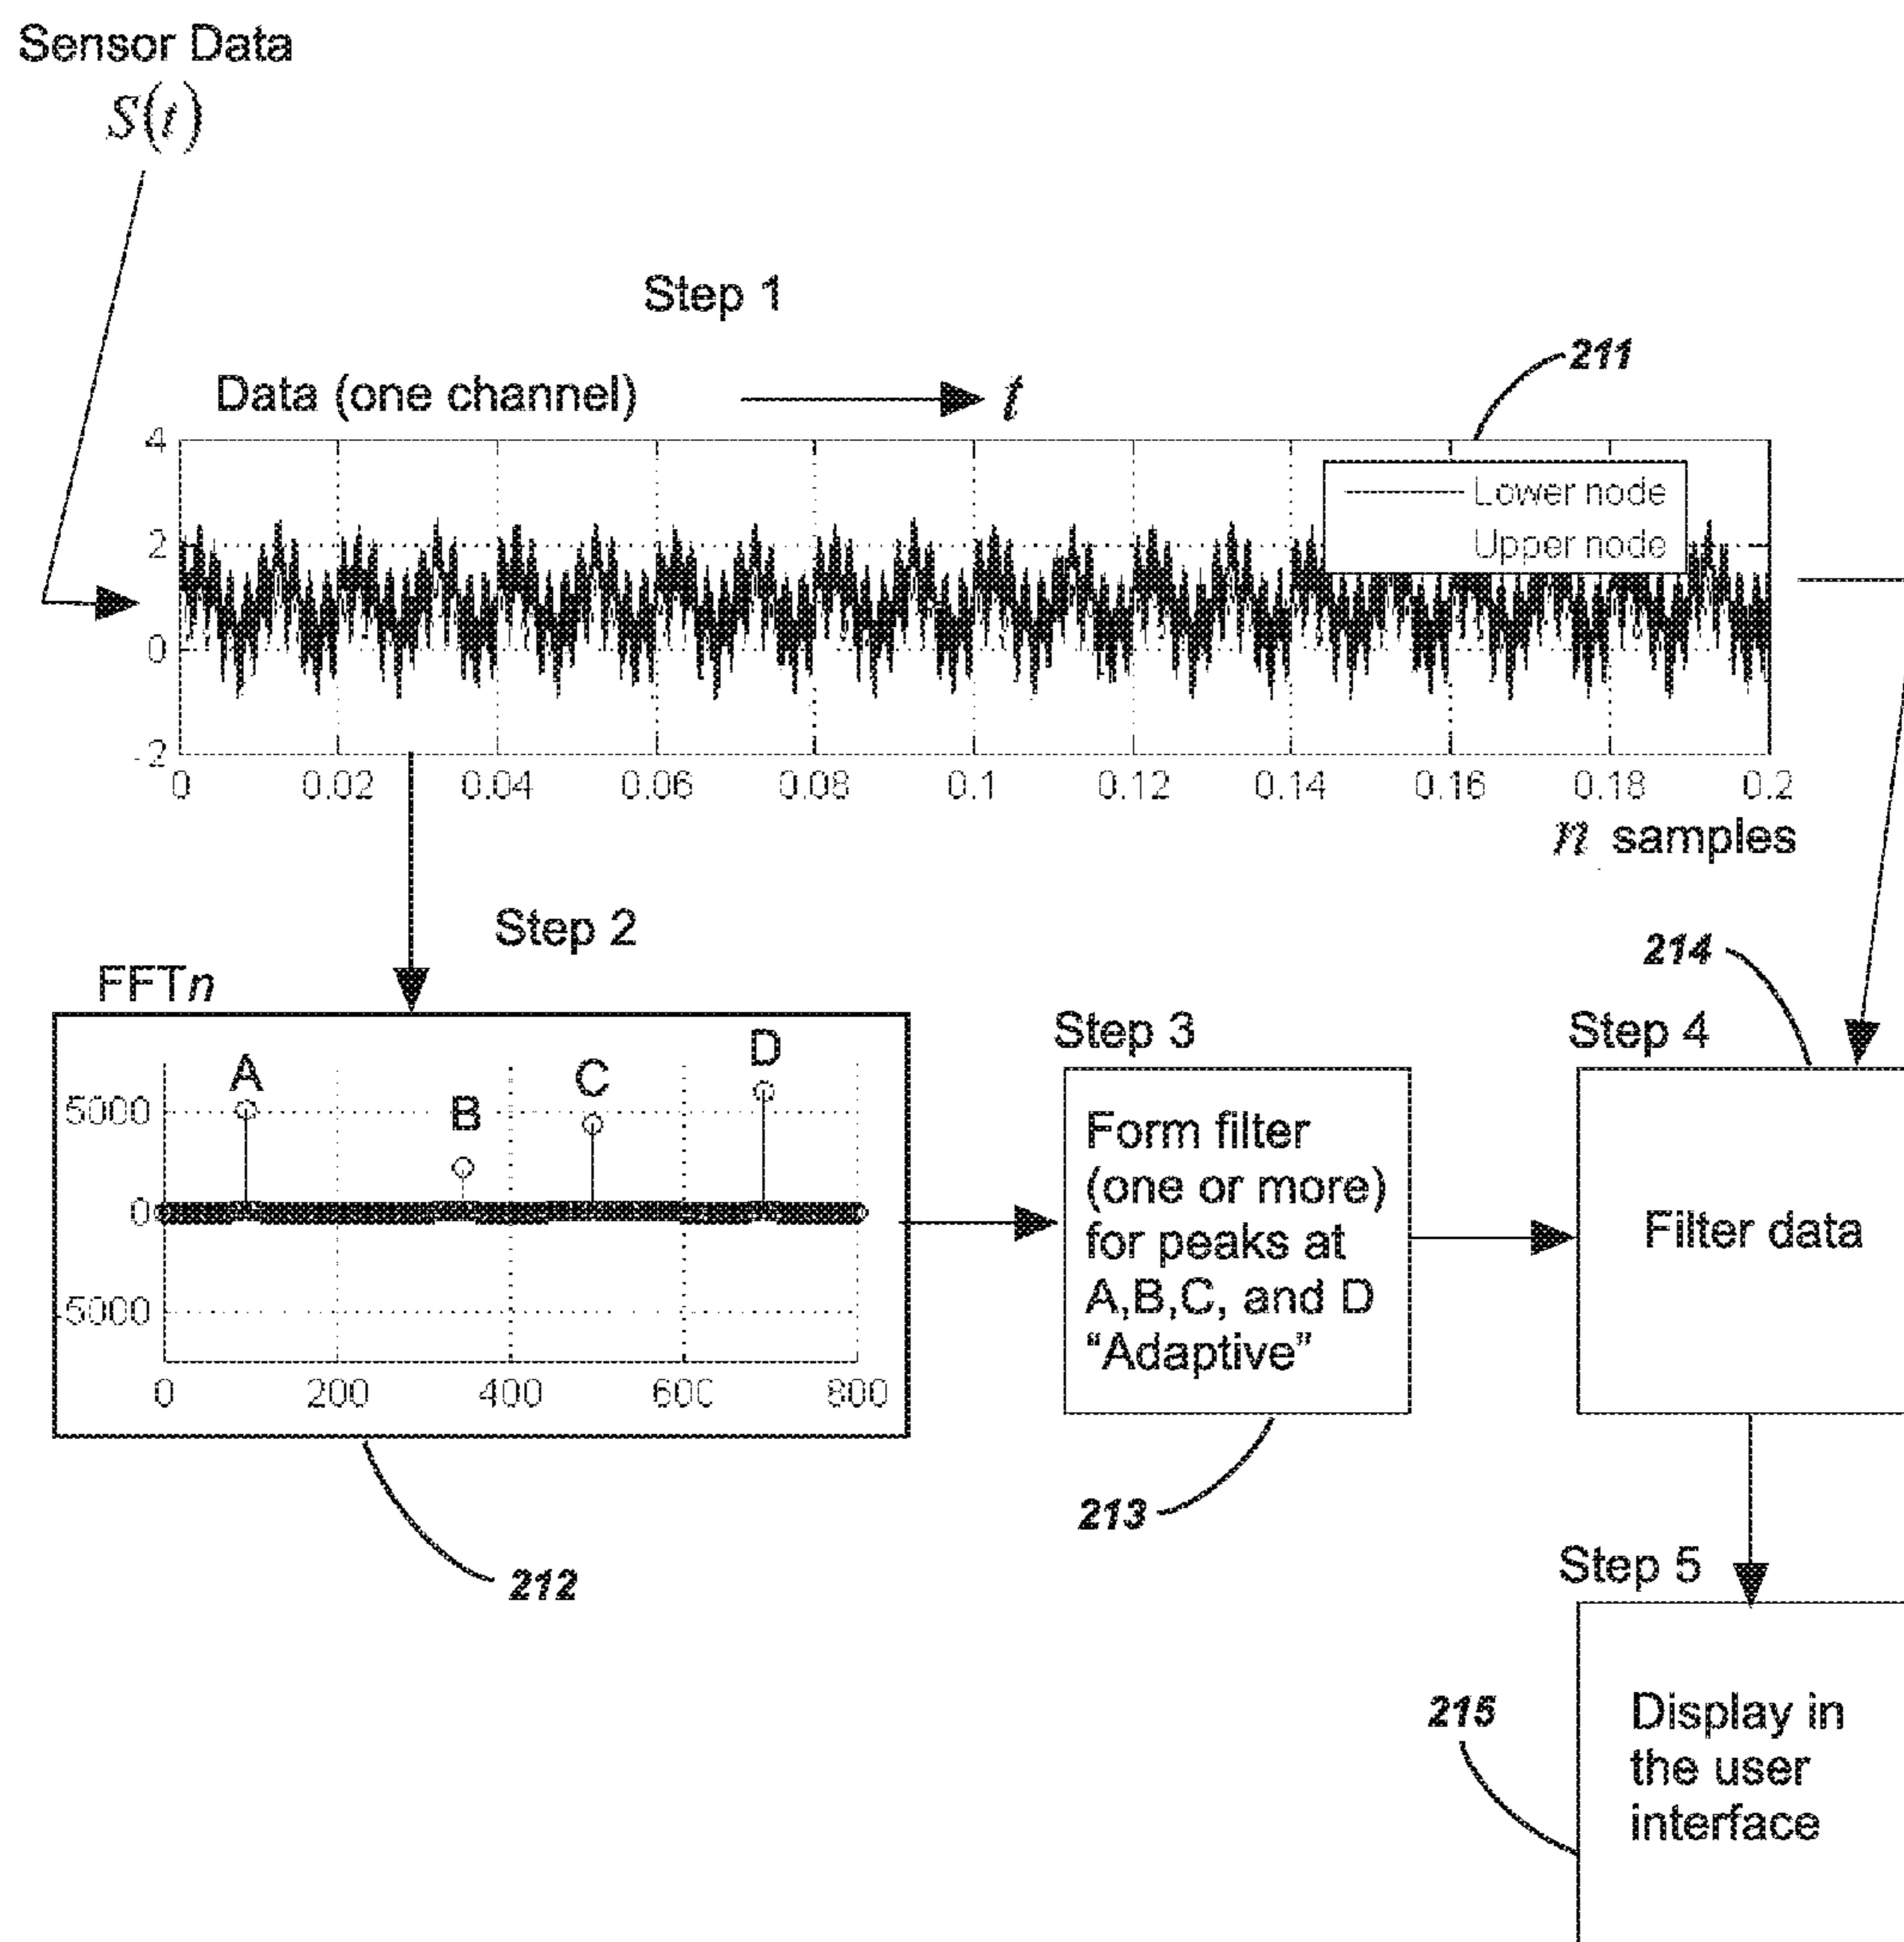 Sensor Data
S(t)
Step 1
211
Data (one channel) t
4
2
0
-2
Lower node
Upper node
0 0.02 0.04 0.06 0.08 0.1 0.12 0.14 0.16 0.18 0.2
n samples
Step 2
FFTn
A
B
C
D
5000
0
-5000
0 200 400 600 800
212
Step 3
Form filter
(one or more)
for peaks at
A,B,C, and D
“Adaptive”
213
214
Step 4
Filter data
Step 5
215
Display in
the user
interface